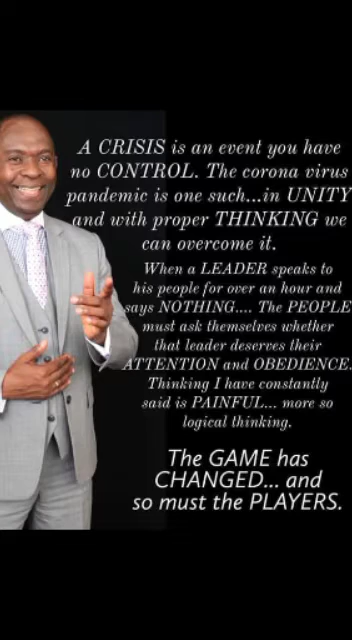 A CRISIS is an event you have
no CONTROL. The corona virus
pandemic is one such...in UNITY
and with proper THINKING we
can overcome it.
When a LEADER speaks to
his people for over an hour and
says NOTHING.... The PEOPLE
must ask themselves whether
that leader deserves their
ATTENTION and OBEDIENCE.
Thinking I have constantly
said is PAINFUL... more so
logical thinking.
The GAME has
CHANGED... and
so must the PLAYERS.